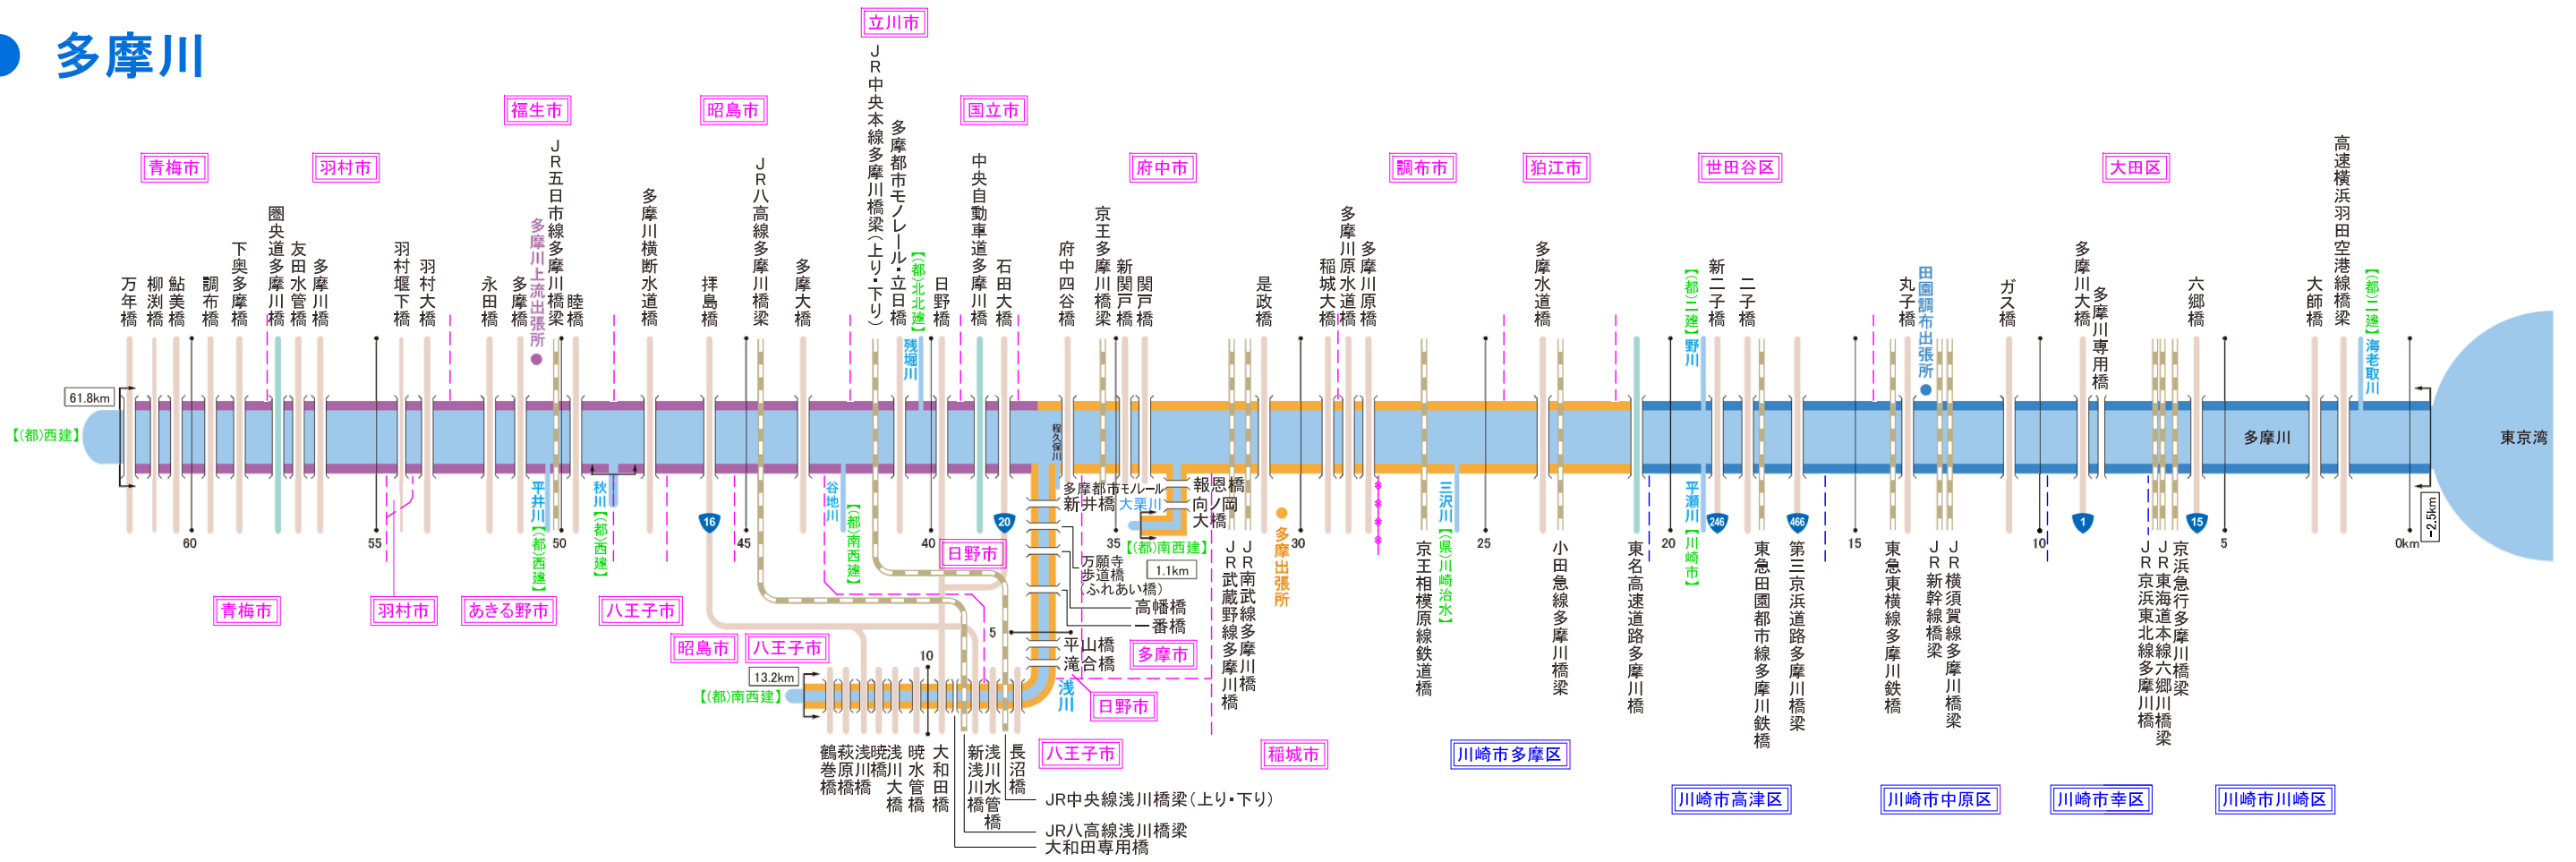 多摩川
立川市
福生市
昭島市
国立市
青梅市
羽村市
府中市
調布市
狛江市
世田谷区
大田区
万年橋
柳渕橋
鮎美橋
調布橋
下奥多摩橋
圏央道多摩川橋
友田水管橋
多摩川橋
羽村堰下橋
羽村大橋
永田橋
多摩橋
多摩川上流出張所
JR五日市線多摩川橋梁
睦橋
多摩川横断水道橋
拝島橋
JR八高線多摩川橋梁
多摩大橋
JR中央本線多摩川橋梁(上り・下り)
多摩都市モノレール・立日橋
【(都)北北建】
残堀川
日野橋
中央自動車道多摩川橋
石田大橋
府中四谷橋
京王多摩川橋梁
新関戸橋
関戸橋
是政橋
稲城大橋
多摩川原水道橋
多摩川原橋
多摩水道橋
【(都)二建】
野川
新二子橋
二子橋
丸子橋
田園調布出張所
ガス橋
多摩川大橋
多摩川専用橋
六郷橋
大師橋
高速横浜羽田空港線橋梁
【(都)二建】
海老取川
61.8km
【(都)西建】
程久保川
多摩川
東京湾
-2.5km
60
55
50
45
40
35
30
25
20
15
10
5
0km
平井川
【(都)西建】
秋川
【(都)西建】
16
谷地川
【(都)南西建】
20
多摩都市モノレール
新井橋
大栗川
報恩橋
向ノ岡
大橋
【(都)南西建】
1.1km
多摩出張所
三沢川
【(県)川崎治水】
平瀬川
【川崎市】
246
466
1
15
日野市
万願寺
歩道橋
(ふれあい橋)
高幡橋
一番橋
平山橋
滝合橋
5
10
JR武蔵野線多摩川橋
JR南武線多摩川橋
京王相模原線鉄道橋
小田急線多摩川橋梁
東名高速道路多摩川橋
東急田園都市線多摩川鉄橋
第三京浜道路多摩川橋梁
東急東横線多摩川鉄橋
JR新幹線橋梁
JR横須賀線多摩川橋梁
JR京浜東北線多摩川橋
JR東海道本線六郷川橋梁
京浜急行多摩川橋梁
青梅市
羽村市
あきる野市
八王子市
昭島市
八王子市
多摩市
13.2km
【(都)南西建】
浅川
日野市
八王子市
稲城市
川崎市多摩区
川崎市高津区
川崎市中原区
川崎市幸区
川崎市川崎区
鶴巻橋
萩原橋
浅川橋
暁橋
浅川大橋
暁水管橋
大和田橋
新浅川橋
浅川水管橋
長沼橋
JR中央線浅川橋梁(上り・下り)
JR八高線浅川橋梁
大和田専用橋